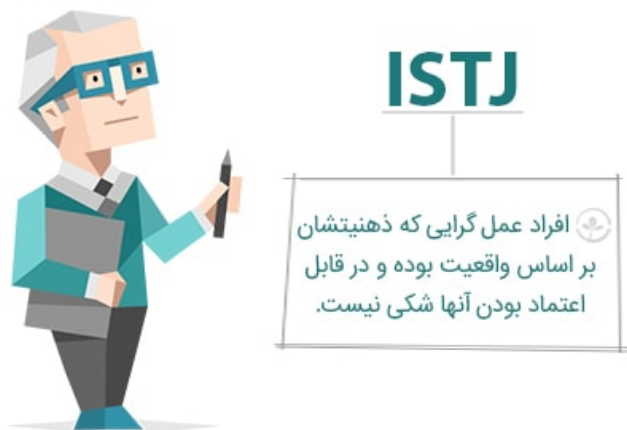 ISTJ
افراد عمل گرایی که ذهنیتشان
بر اساس واقعیت بوده و در قابل
اعتماد بودن آنها شکی نیست.